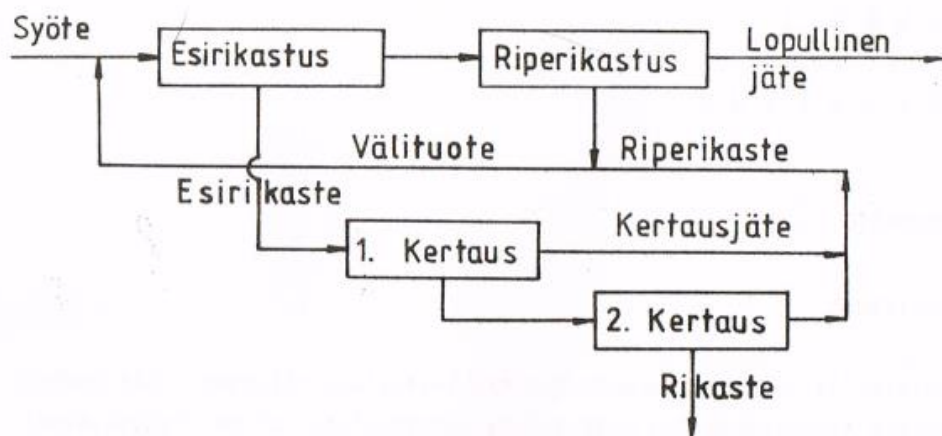 Syöte
Esirikastus
Riperikastus
Lopullinen
jäte
Välituote
Riperikaste
Esirikaste
Kertausjäte
1. Kertaus
2. Kertaus
Rikaste